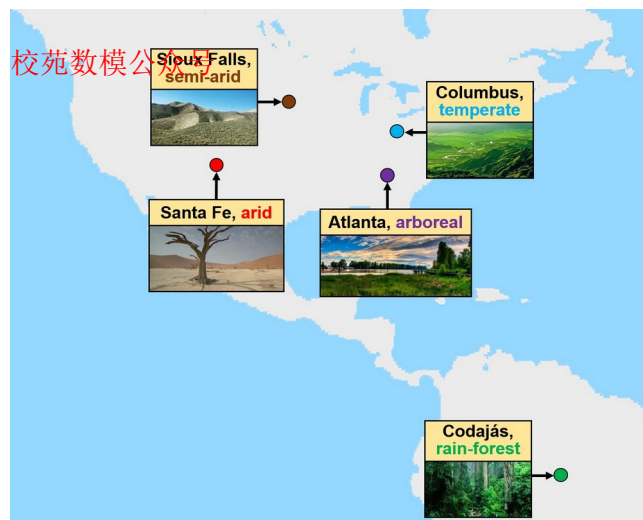 校苑数模公众号
Sioux Falls,
semi-arid
Columbus,
temperate
Santa Fe, arid
Atlanta, arboreal
Codajás,
rain-forest